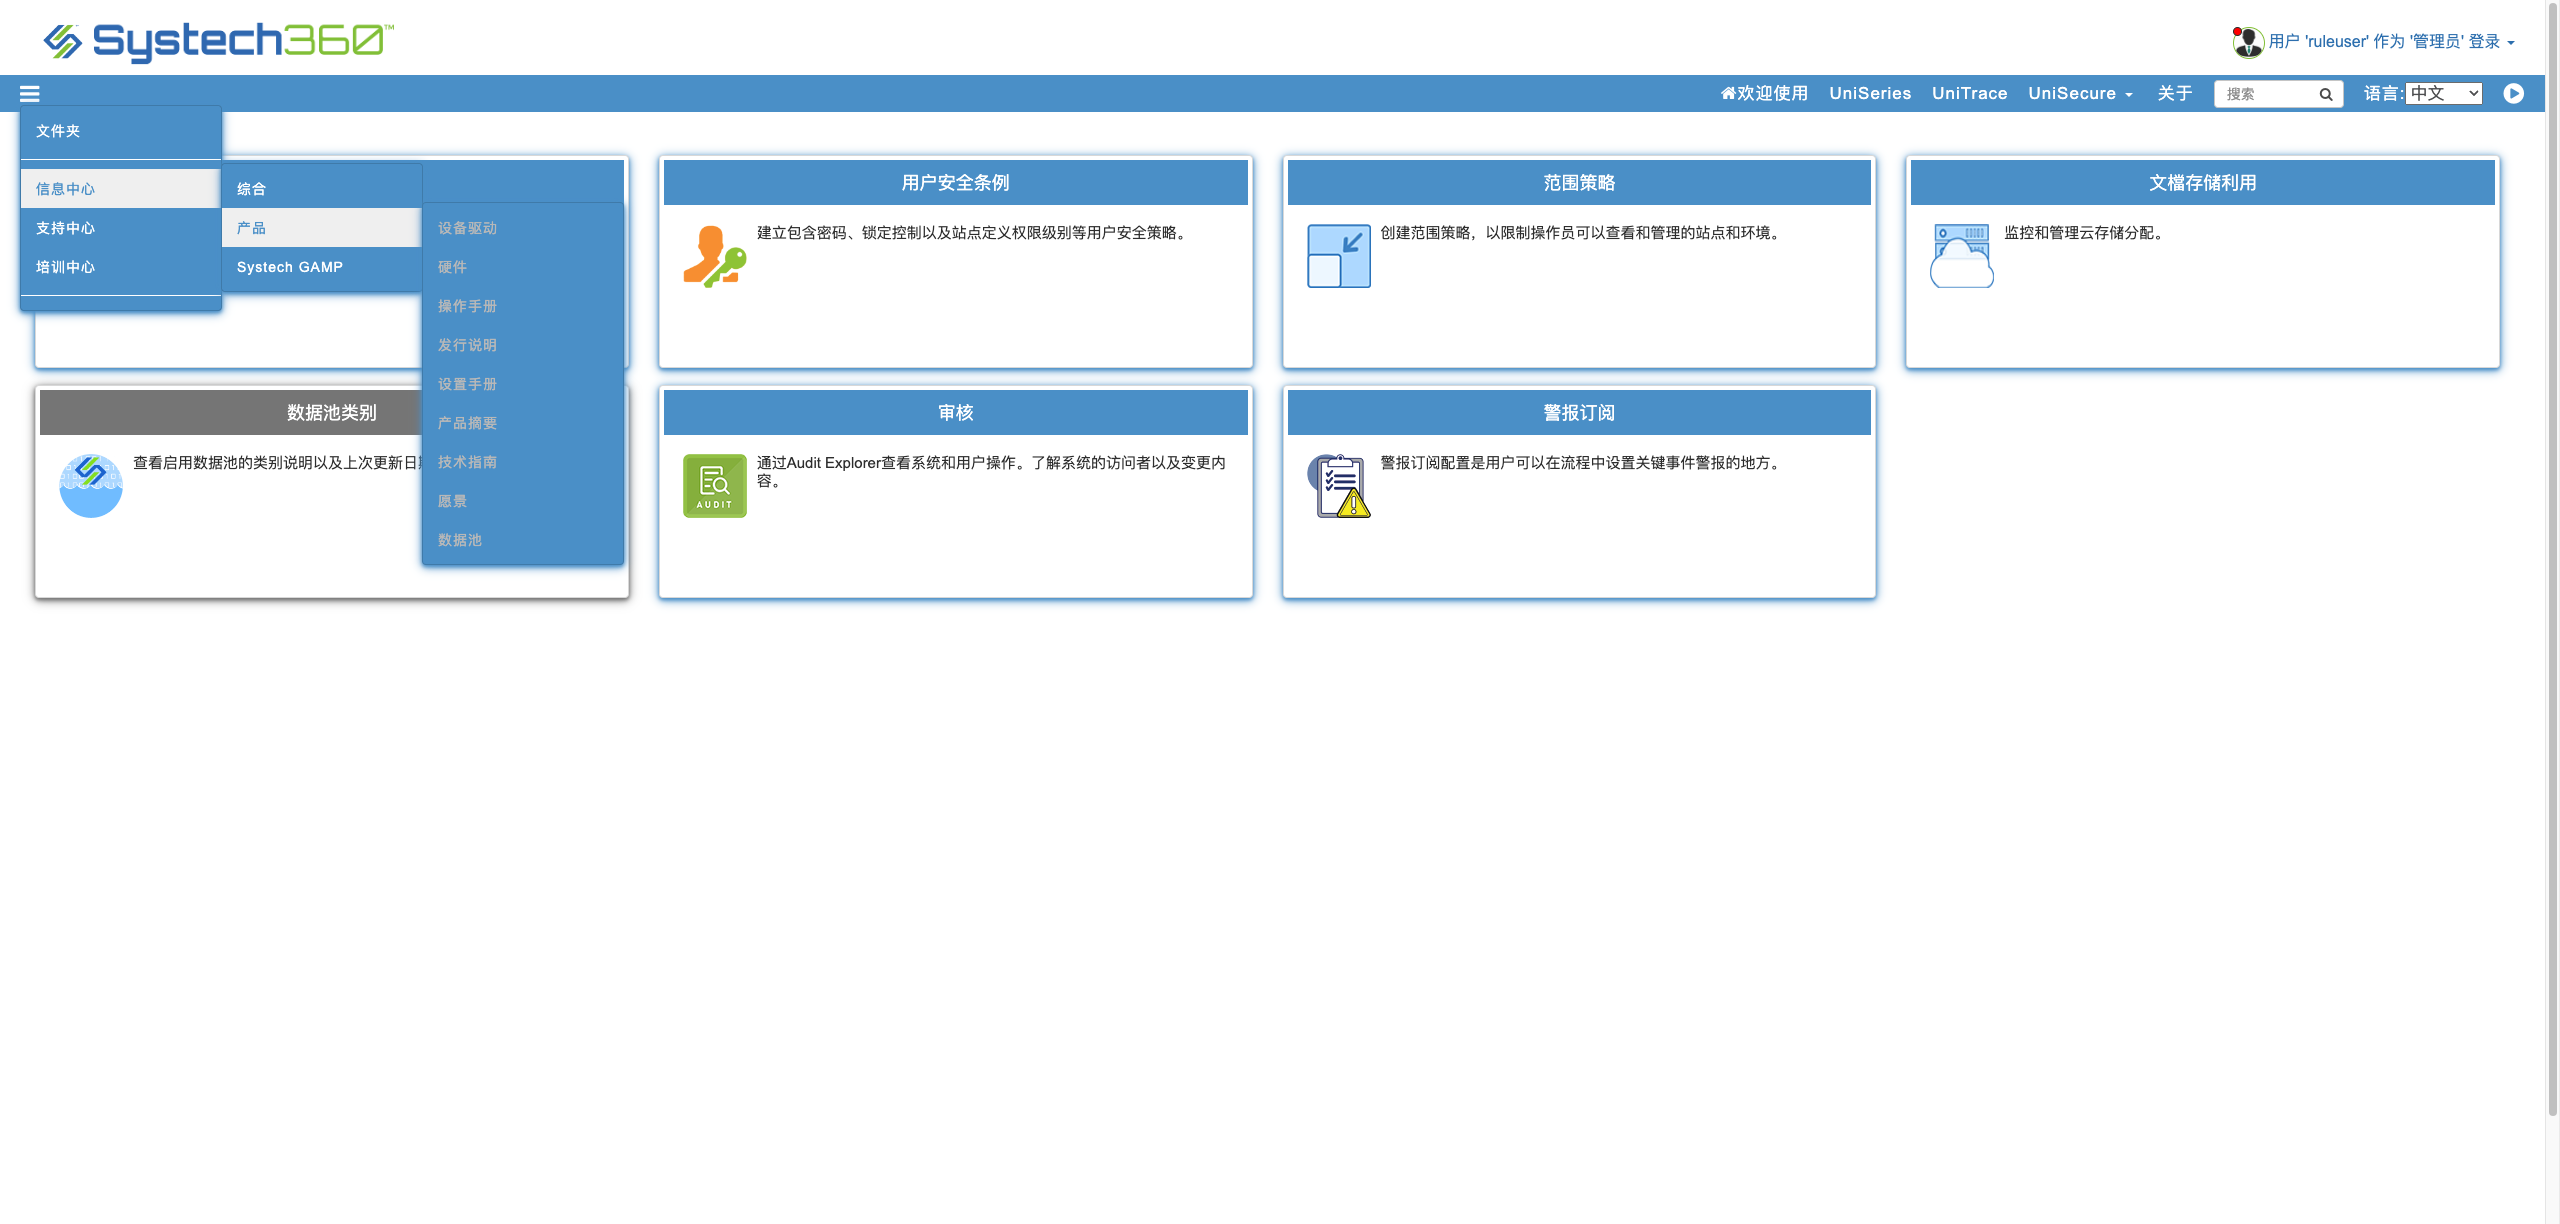 Systech360™
用户 'ruleuser' 作为 '管理员' 登录
欢迎使用 UniSeries UniTrace UniSecure 关于 搜索 语言: 中文
文件夹
信息中心
支持中心
培训中心
综合
产品
Systech GAMP
设备驱动
硬件
操作手册
发行说明
设置手册
产品摘要
技术指南
愿景
数据池
用户安全条例
建立包含密码、锁定控制以及站点定义权限级别等用户安全策略。
范围策略
创建范围策略，以限制操作员可以查看和管理的站点和环境。
文檔存储利用
监控和管理云存储分配。
数据池类别
查看启用数据池的类别说明以及上次更新日
审核
AUDIT
通过Audit Explorer查看系统和用户操作。了解系统的访问者以及变更内
容。
警报订阅
警报订阅配置是用户可以在流程中设置关键事件警报的地方。